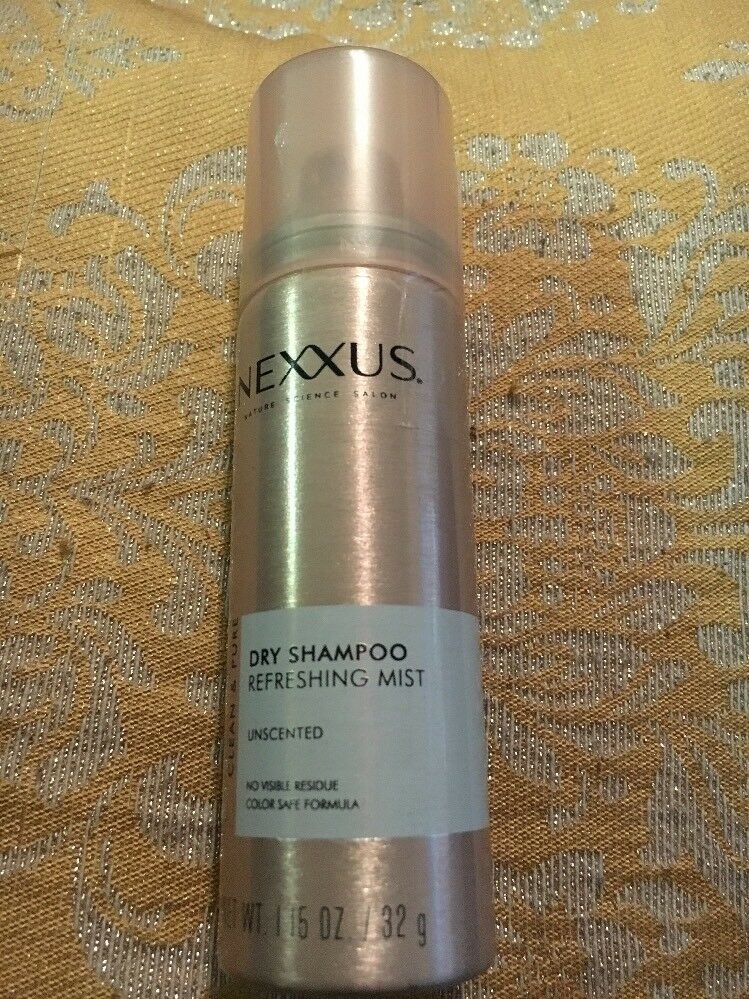 NEXXUS®
NATURE SCIENCE SALON
CLEAN & PURE
DRY SHAMPOO
REFRESHING MIST
UNSCENTED
NO VISIBLE RESIDUE
COLOR SAFE FORMULA
NET WT. 1.15 OZ. / 32 g